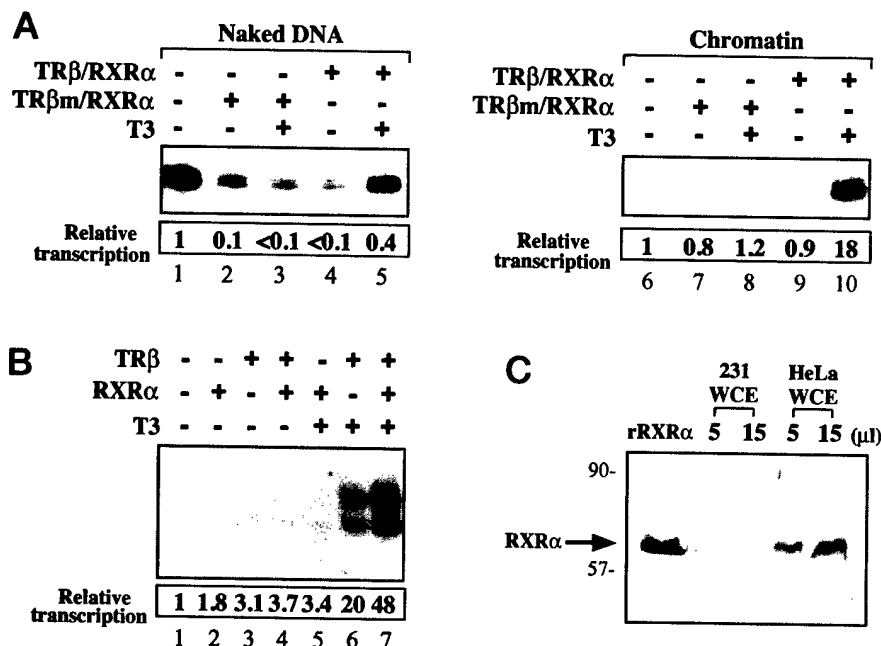 A
Naked DNA
TRβ/RXRα - - - + +
TRβm/RXRα - + + - -
T3 - - + - +
Relative transcription 1 0.1 <0.1 <0.1 0.4
1 2 3 4 5
Chromatin
TRβ/RXRα - - - + +
TRβm/RXRα - + + - -
T3 - - + - +
Relative transcription 1 0.8 1.2 0.9 18
6 7 8 9 10
B
TRβ - - + + - + +
RXRα - + - + + - +
T3 - - - - + + +
Relative transcription 1 1.8 3.1 3.7 3.4 20 48
1 2 3 4 5 6 7
C
231 WCE HeLa WCE
rRXRα 5 15 5 15 (μl)
90-
RXRα
57-